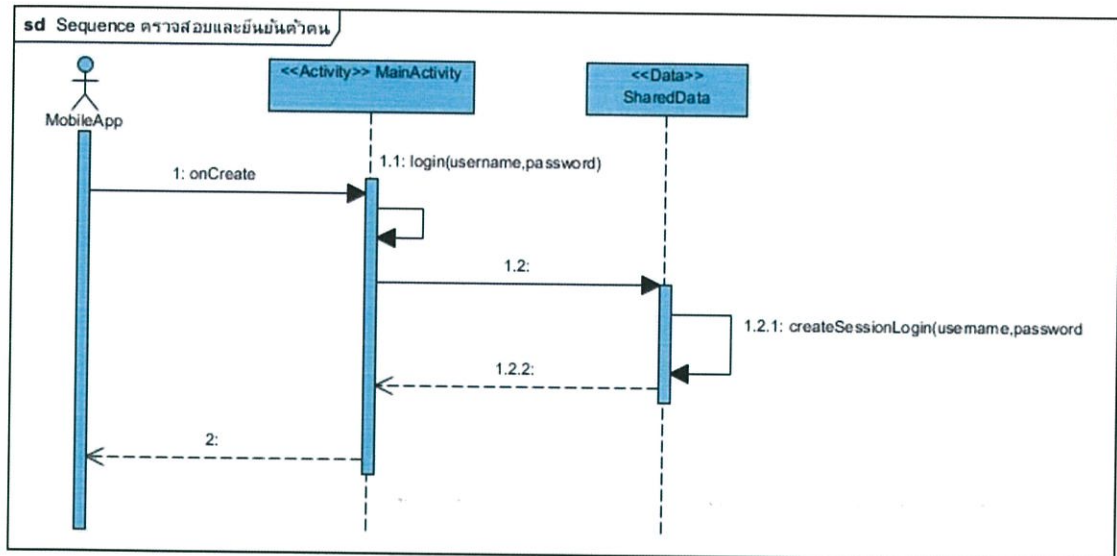 sd Sequence ตรวจสอบและยืนยันตัวตน
<<Activity>> MainActivity
<<Data>>
SharedData
MobileApp
1.1: login(username,password)
1: onCreate
1.2:
1.2.1: createSessionLogin(username,password
1.2.2:
2: